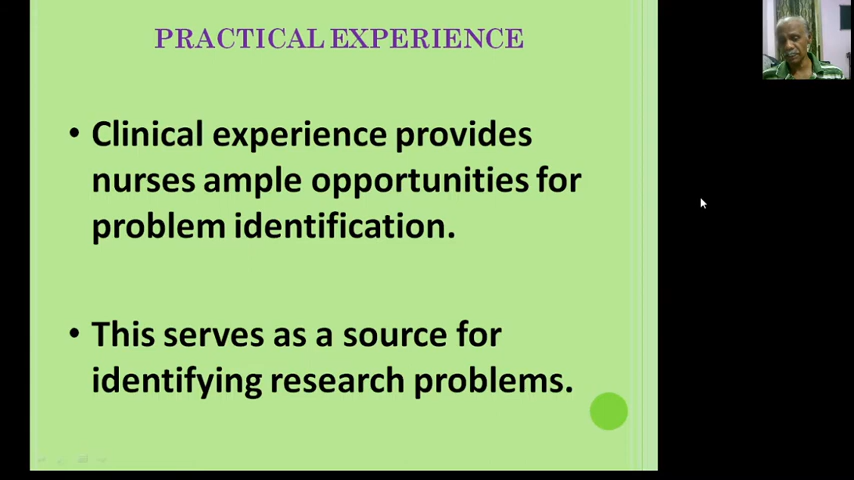 PRACTICAL EXPERIENCE
• Clinical experience provides
nurses ample opportunities for
problem identification.
• This serves as a source for
identifying research problems.